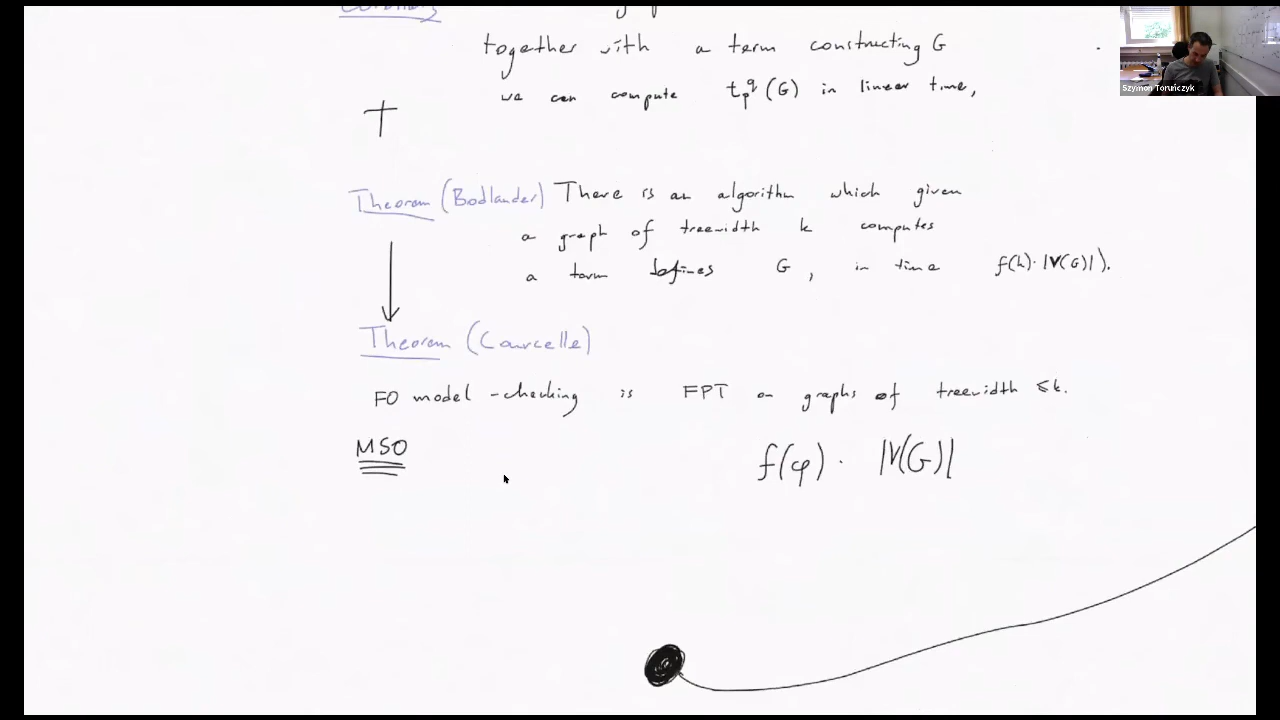 together with a term constructing G
we can compute t_p^q (G) in linear time,
Theorem (Bodlander) There is an algorithm which given
a graph of treewidth k computes
a term defines G, in time f(k)·|V(G)|).
Theorem (Courcelle)
FO model-checking is FPT on graphs of treewidth ≤k.
MSO f(φ)· |V(G)|
Szymon Toruńczyk